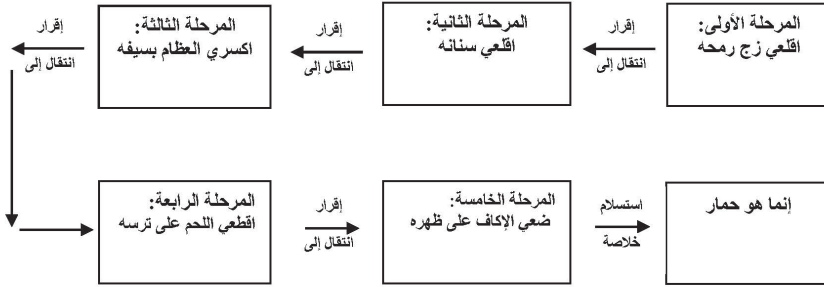 المرحلة الأولى:
اقلعي زج رمحه
إقرار
انتقال إلى
المرحلة الثانية:
اقلعي سنانه
إقرار
انتقال إلى
المرحلة الثالثة:
اكسري العظام بسيفه
إقرار
انتقال إلى
المرحلة الرابعة:
اقطعي اللحم على ترسه
إقرار
انتقال إلى
المرحلة الخامسة:
ضعي الإكاف على ظهره
استسلام
خلاصة
إنما هو حمار